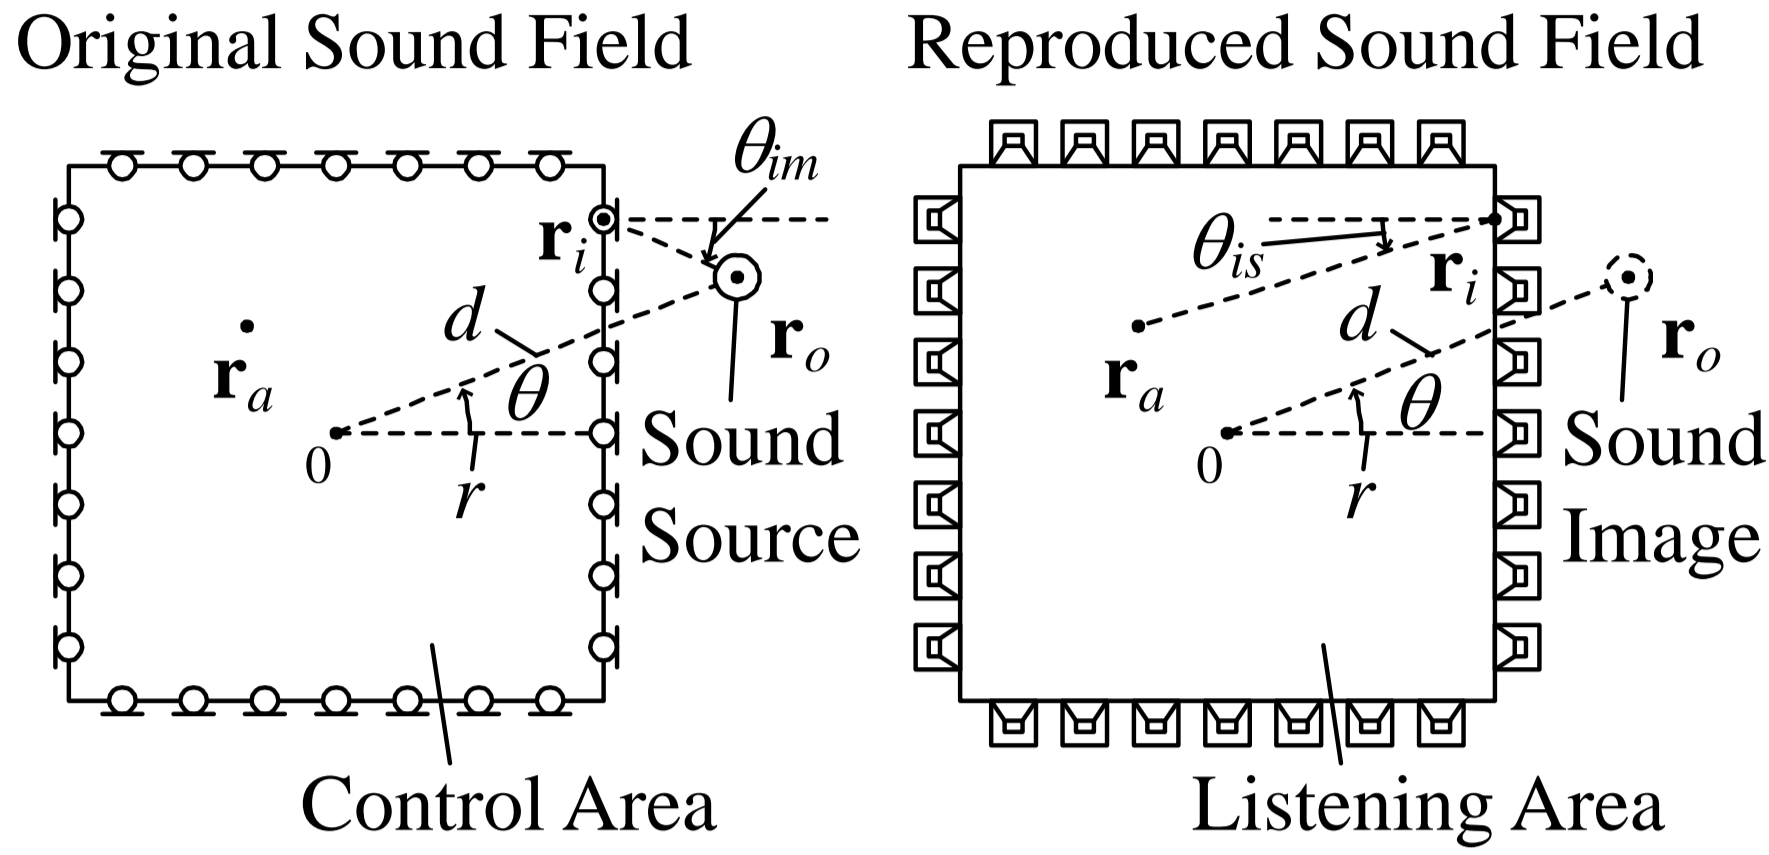 Original Sound Field
θim
ri
d
ro
ra
θ
0
r
Sound
Source
Control Area
Reproduced Sound Field
θis
ri
d
ro
ra
θ
0
r
Sound
Image
Listening Area